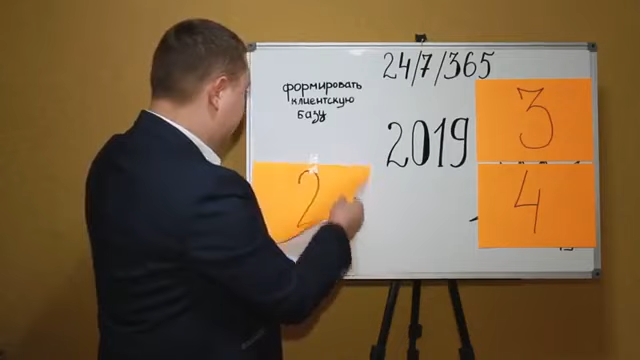 24/7/365
формировать
клиентскую
базу
2019
3
2
4